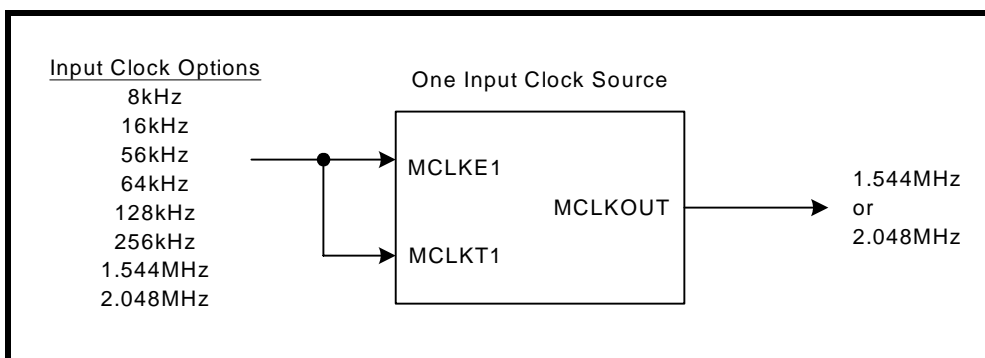 Input Clock Options
8kHz
16kHz
56kHz
64kHz
128kHz
256kHz
1.544MHz
2.048MHz
One Input Clock Source
MCLKE1
MCLKOUT
MCLKT1
1.544MHz
or
2.048MHz